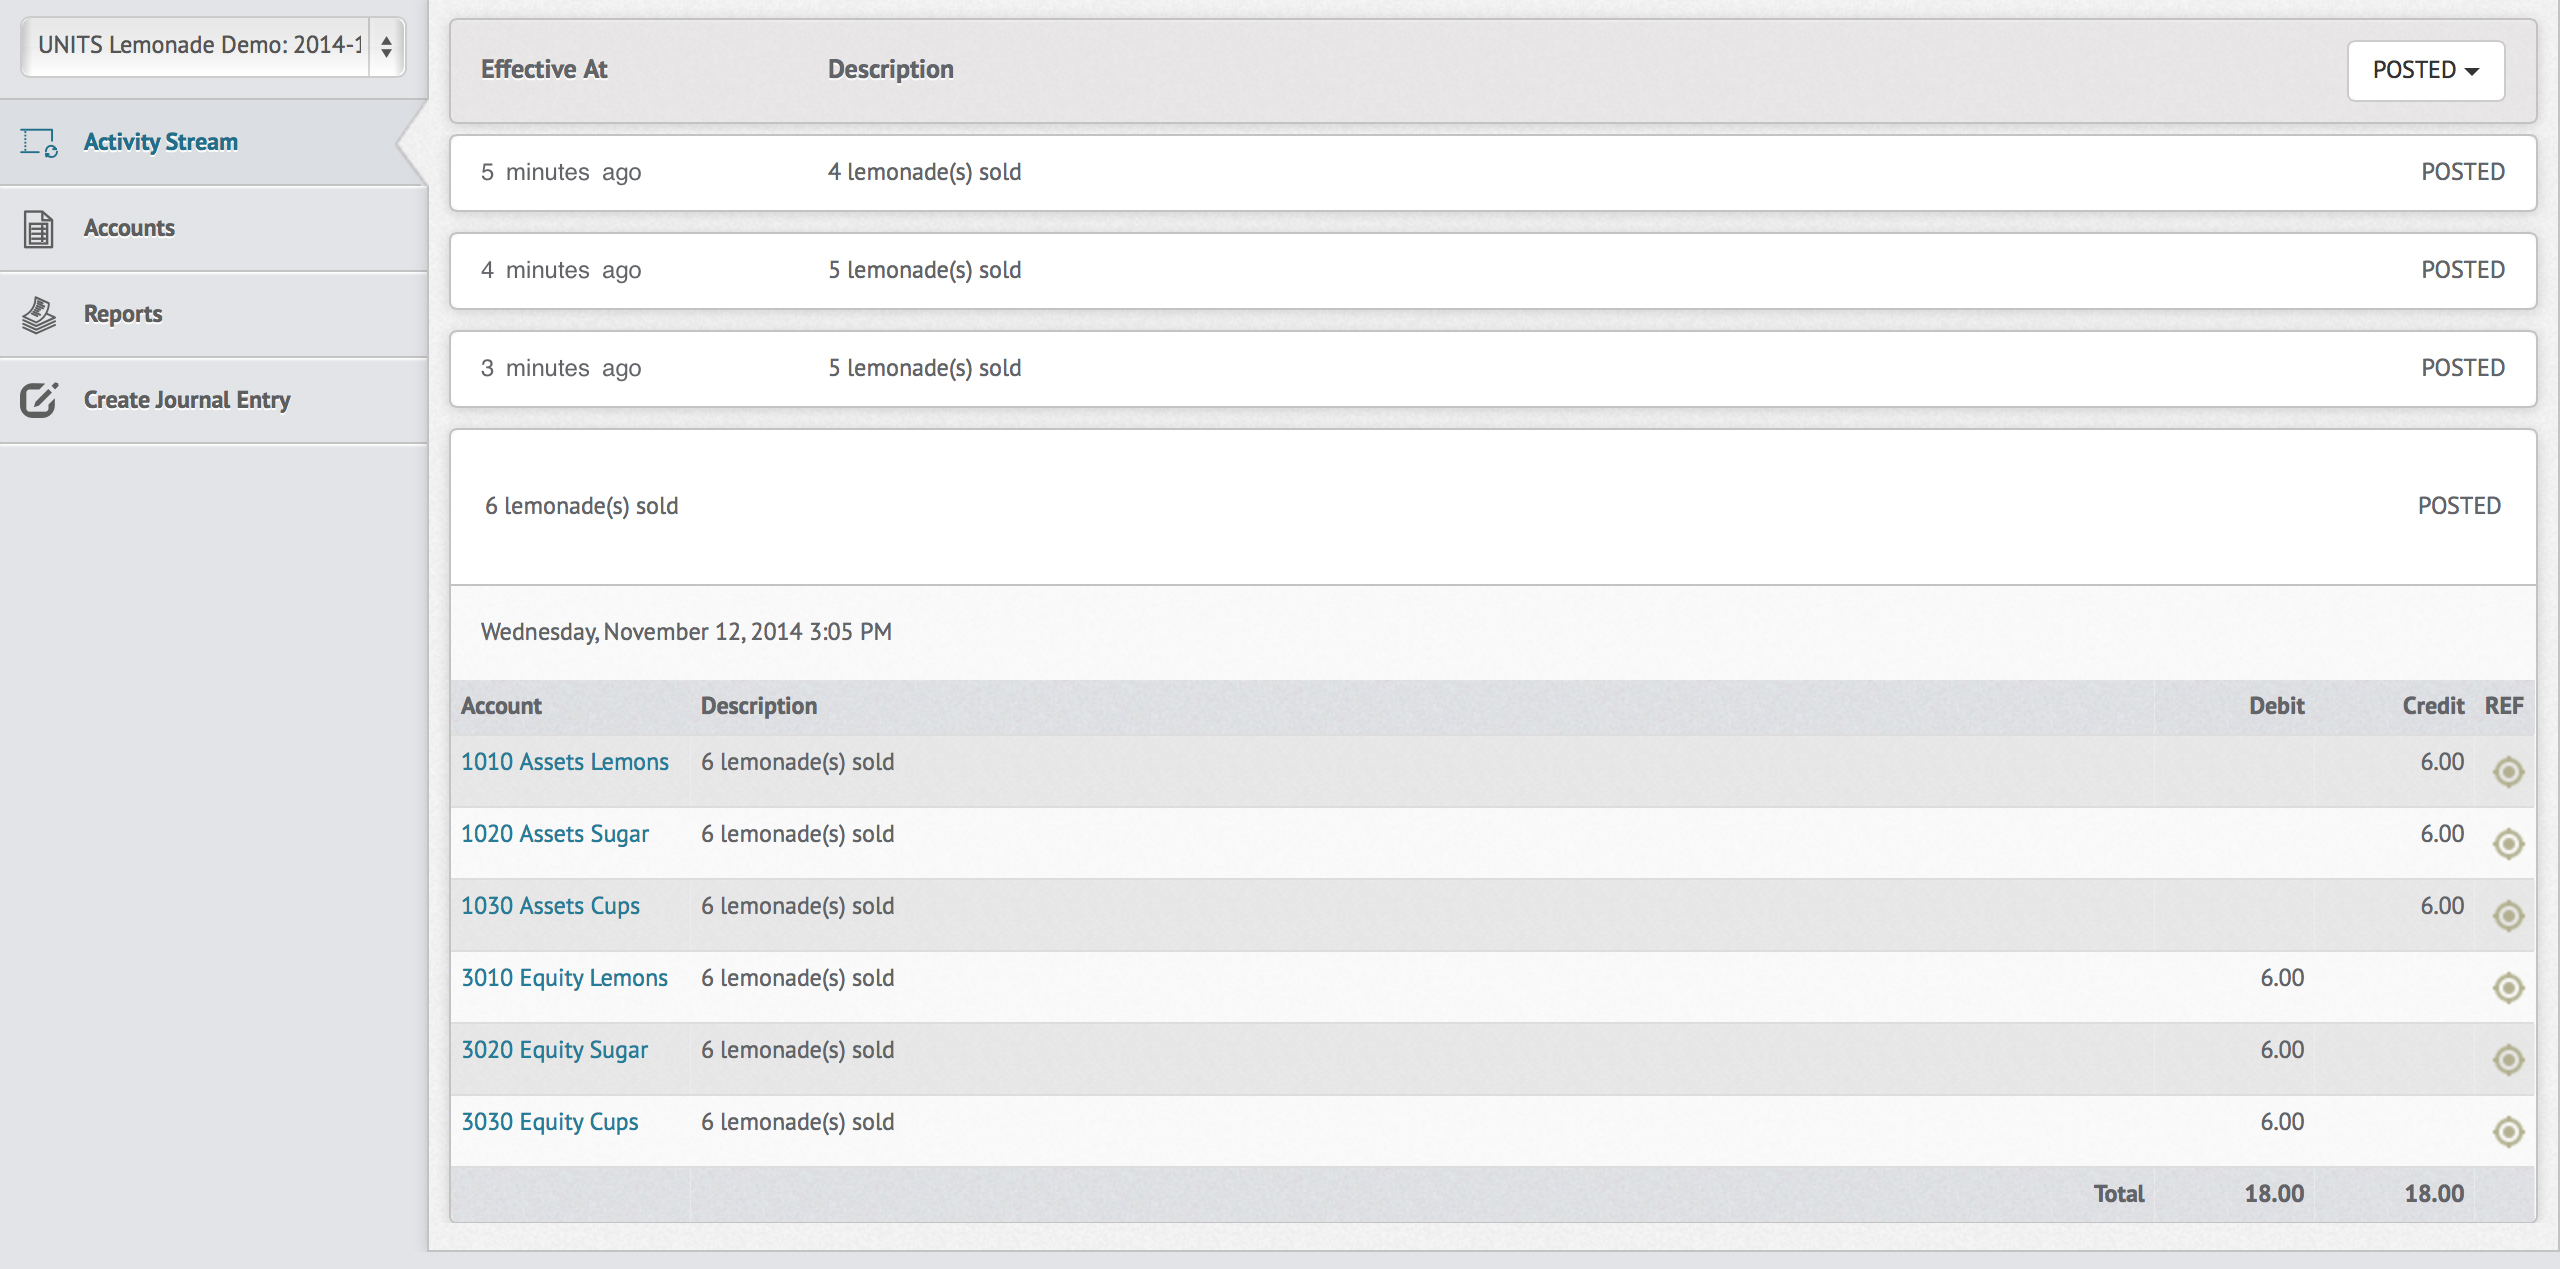 UNITS Lemonade Demo: 2014-1
Activity Stream
Accounts
Reports
Create Journal Entry
Effective At Description POSTED
5 minutes ago 4 lemonade(s) sold POSTED
4 minutes ago 5 lemonade(s) sold POSTED
3 minutes ago 5 lemonade(s) sold POSTED
6 lemonade(s) sold POSTED
Wednesday, November 12, 2014 3:05 PM
Account Description Debit Credit REF
1010 Assets Lemons 6 lemonade(s) sold 6.00
1020 Assets Sugar 6 lemonade(s) sold 6.00
1030 Assets Cups 6 lemonade(s) sold 6.00
3010 Equity Lemons 6 lemonade(s) sold 6.00
3020 Equity Sugar 6 lemonade(s) sold 6.00
3030 Equity Cups 6 lemonade(s) sold 6.00
Total 18.00 18.00